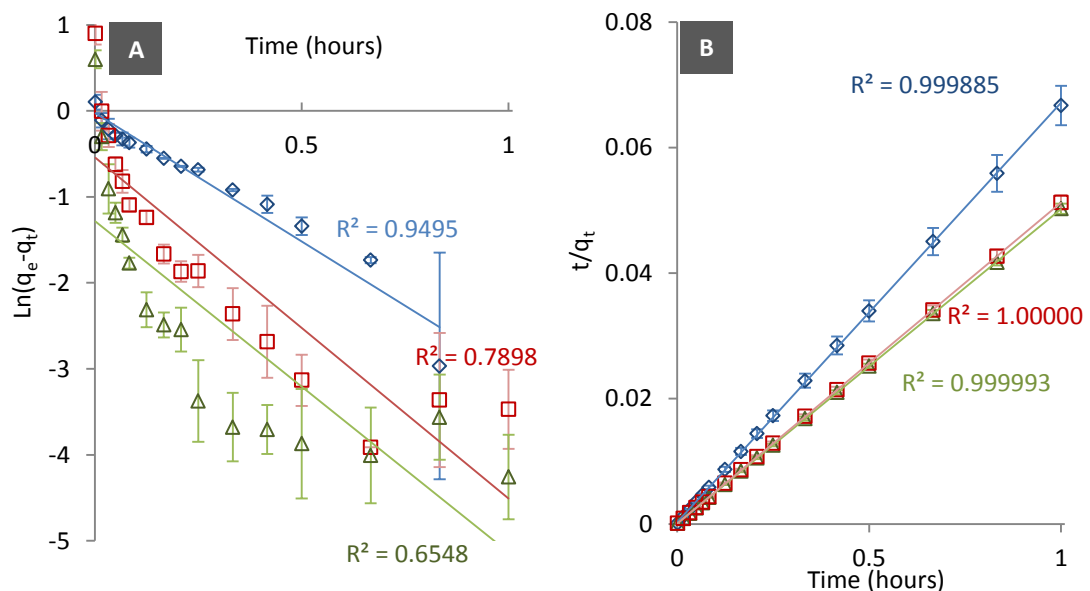 A
Time (hours)
Ln(qe-qt)
1
0
-1
-2
-3
-4
-5
0
0.5
1
R² = 0.9495
R² = 0.7898
R² = 0.6548
B
t/qt
0.08
0.06
0.04
0.02
0
0
0.5
1
Time (hours)
R² = 0.999885
R² = 1.00000
R² = 0.999993